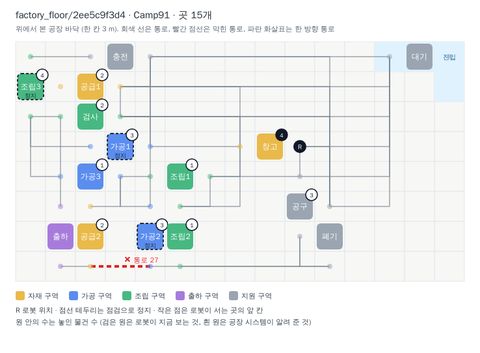 factory_floor/2ee5c9f3d4 · Camp91 · 곳 15개
위에서 본 공장 바닥 (한 칸 3 m). 회색 선은 통로, 빨간 점선은 막힌 통로, 파란 화살표는 한 방향 통로
충전 대기 진입
4 2
조립3 공급1
정지
2
검사
3 4
가공1 창고 R
정지
1 1
가공3 조립1
3
공구
2 3 1
출하 공급2 가공2 조립2 폐기
정지
✕ 통로 27
자재 구역 가공 구역 조립 구역 출하 구역 지원 구역
R 로봇 위치 · 점선 테두리는 점검으로 정지 · 작은 점은 로봇이 서는 곳의 앞 칸
원 안의 수는 놓인 물건 수 (검은 원은 로봇이 지금 보는 것, 흰 원은 공장 시스템이 알려 준 것)